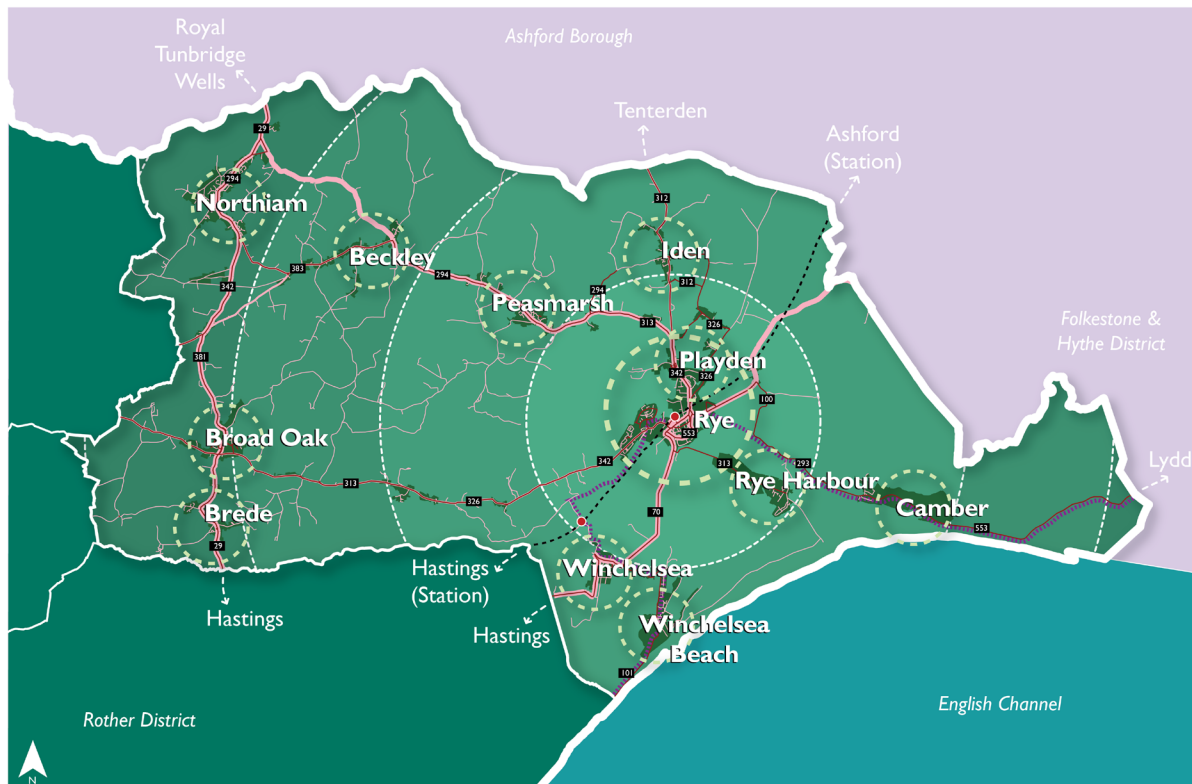 Royal
Tunbridge
Wells
Ashford Borough
Tenterden
Ashford
(Station)
29
294
Northiam
312
Iden
Beckley
383
294
342
312
294
Peasmarsh
313
326
Folkestone &
Hythe District
381
Playden
342
326
100
Rye
553
Broad Oak
342
313
293
Lydd
313
326
Rye Harbour
Camber
70
553
Brede
29
Winchelsea
Hastings
(Station)
Hastings
Hastings
Winchelsea
Beach
101
English Channel
Rother District
N